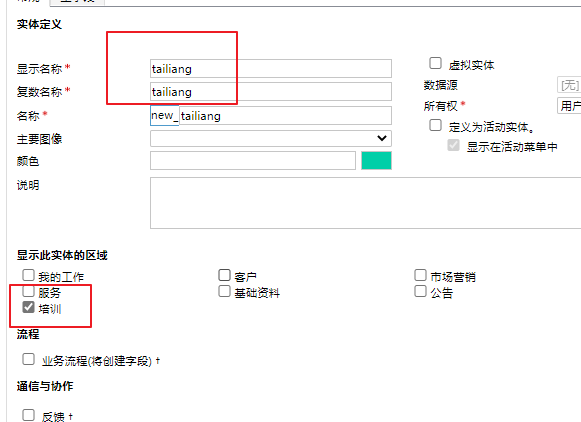 实体定义
显示名称* tailiang
虚拟实体
复数名称* tailiang
数据源 [无]
名称* new_ tailiang
所有权* 用户
主要图像
定义为活动实体。
颜色
显示在活动菜单中
说明
显示此实体的区域
我的工作 客户 市场营销
服务 基础资料 公告
培训
流程
业务流程(将创建字段) †
通信与协作
反馈 †